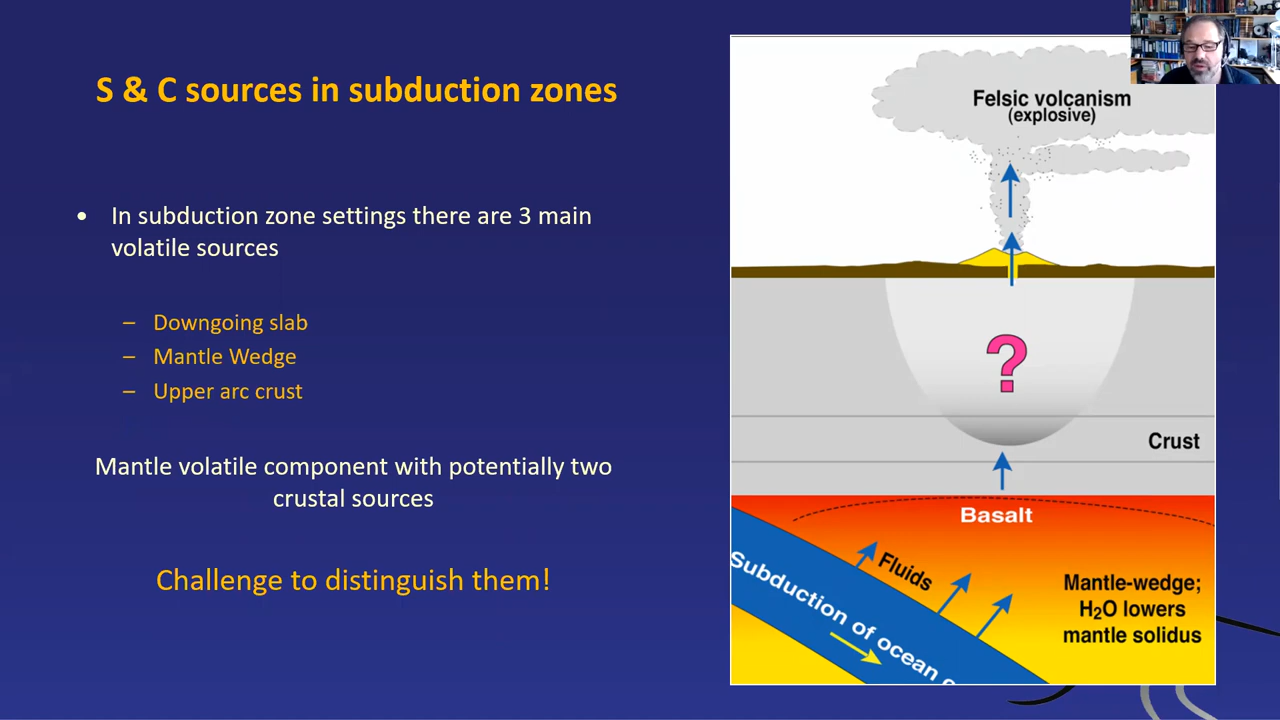 S & C sources in subduction zones
• In subduction zone settings there are 3 main
volatile sources
– Downgoing slab
– Mantle Wedge
– Upper arc crust
Mantle volatile component with potentially two
crustal sources
Challenge to distinguish them!
Felsic volcanism
(explosive)
?
Crust
Basalt
Fluids
Subduction of ocean
Mantle-wedge;
H₂O lowers
mantle solidus